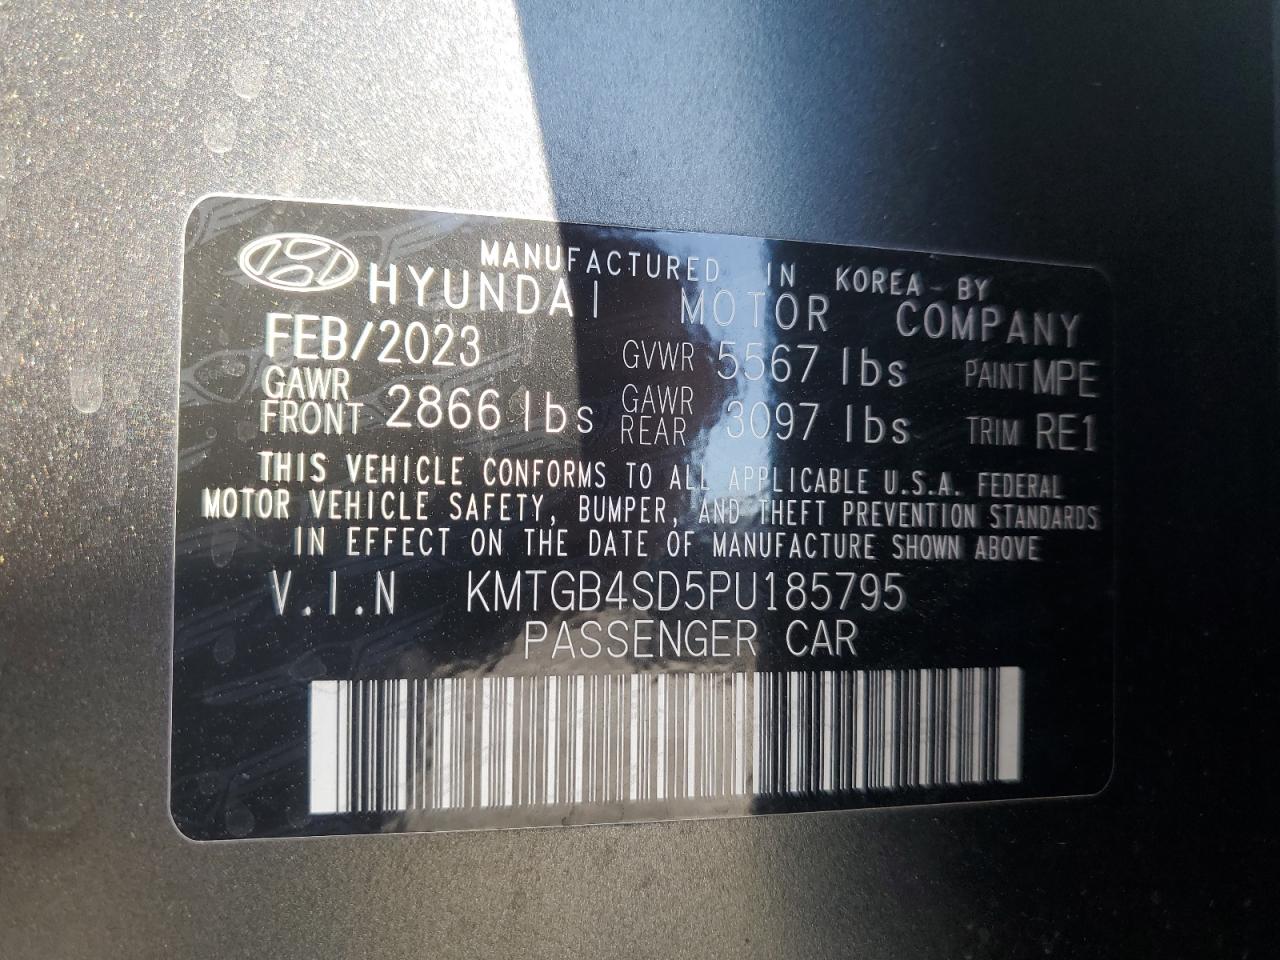 MANUFACTURED IN KOREA - BY
HYUNDAI MOTOR COMPANY
FEB/2023 GVWR 5567 lbs PAINT MPE
GAWR FRONT 2866 lbs GAWR REAR 3097 lbs TRIM RE1
THIS VEHICLE CONFORMS TO ALL APPLICABLE U.S.A. FEDERAL
MOTOR VEHICLE SAFETY, BUMPER, AND THEFT PREVENTION STANDARDS
IN EFFECT ON THE DATE OF MANUFACTURE SHOWN ABOVE
V.I.N KMTGB4SD5PU185795
PASSENGER CAR